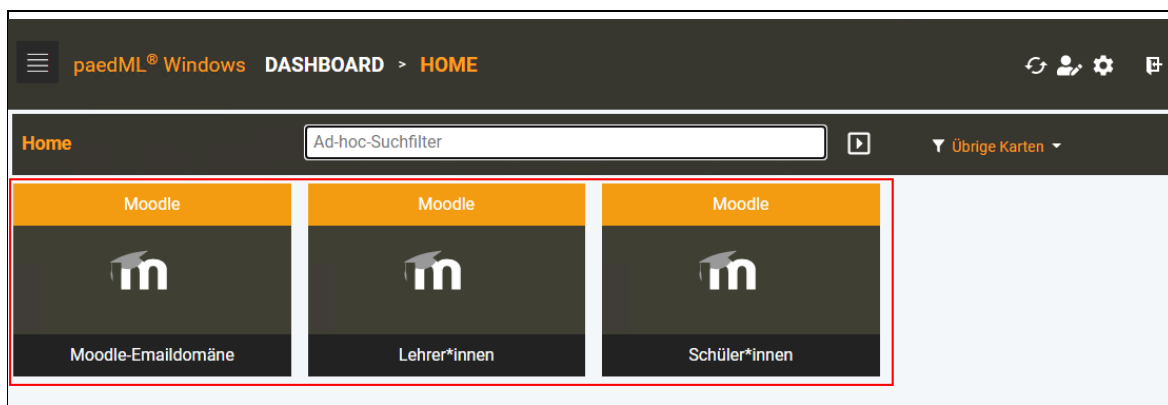 paedML® Windows DASHBOARD > HOME
Home Ad-hoc-Suchfilter Übrige Karten
Moodle Moodle Moodle
m m m
Moodle-Emaildomäne Lehrer*innen Schüler*innen